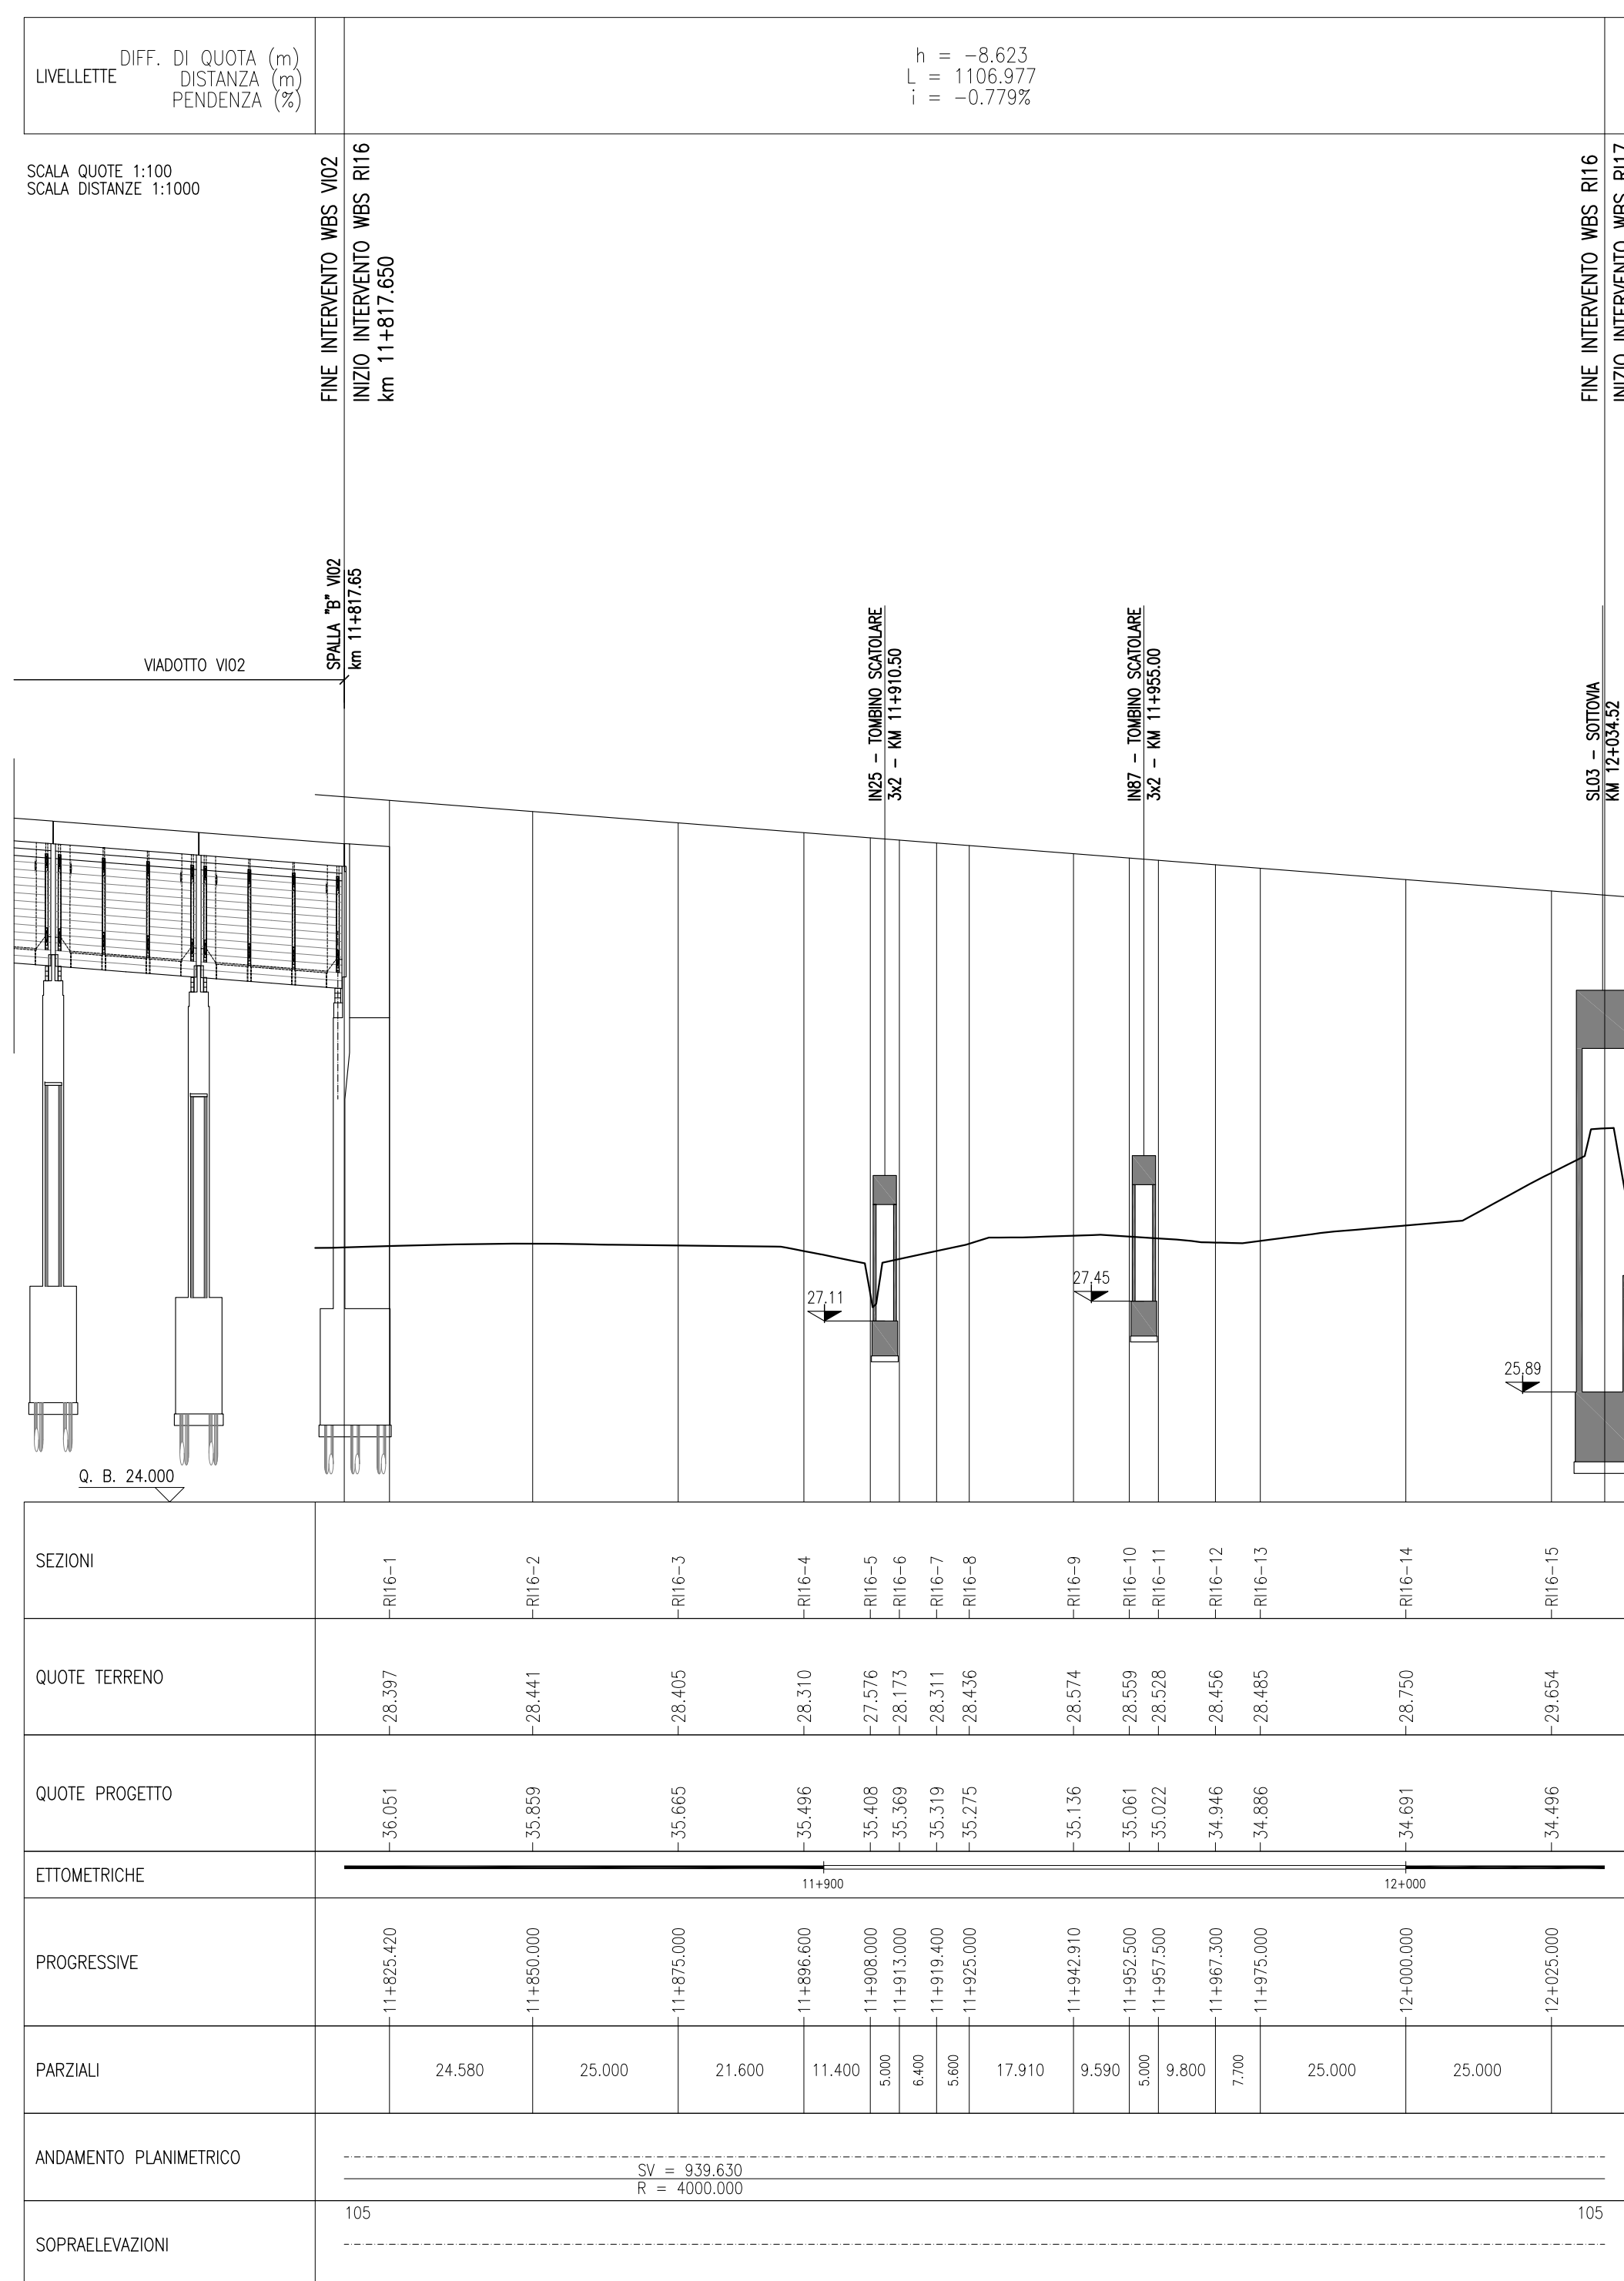 LIVELLETTE
DIFF. DI QUOTA (m)
DISTANZA (m)
PENDENZA (%)
h = -8.623
L = 1106.977
i = -0.779%
SCALA QUOTE 1:100
SCALA DISTANZE 1:1000
FINE INTERVENTO WBS VI02
INIZIO INTERVENTO WBS RI16
km 11+817.650
FINE INTERVENTO WBS RI16
INIZIO INTERVENTO WBS RI17
VIADOTTO VI02
SPALLA "B" VI02
km 11+817.65
IN25 - TOMBINO SCATOLARE
3x2 - KM 11+910.50
IN87 - TOMBINO SCATOLARE
3x2 - KM 11+955.00
SL03 - SOTTOVIA
KM 12+034.52
27.11
27.45
25.89
Q. B. 24.000
SEZIONI
RI16-1
RI16-2
RI16-3
RI16-4
RI16-5
RI16-6
RI16-7
RI16-8
RI16-9
RI16-10
RI16-11
RI16-12
RI16-13
RI16-14
RI16-15
QUOTE TERRENO
28.397
28.441
28.405
28.310
27.576
28.173
28.311
28.436
28.574
28.559
28.528
28.456
28.485
28.750
29.654
QUOTE PROGETTO
36.051
35.859
35.665
35.496
35.408
35.369
35.319
35.275
35.136
35.061
35.022
34.946
34.886
34.691
34.496
ETTOMETRICHE
11+900
12+000
PROGRESSIVE
11+825.420
11+850.000
11+875.000
11+896.600
11+908.000
11+913.000
11+919.400
11+925.000
11+942.910
11+952.500
11+957.500
11+967.300
11+975.000
12+000.000
12+025.000
PARZIALI
24.580
25.000
21.600
11.400
5.000
6.400
5.600
17.910
9.590
5.000
9.800
7.700
25.000
25.000
ANDAMENTO PLANIMETRICO
SV = 939.630
R = 4000.000
SOPRAELEVAZIONI
105
105